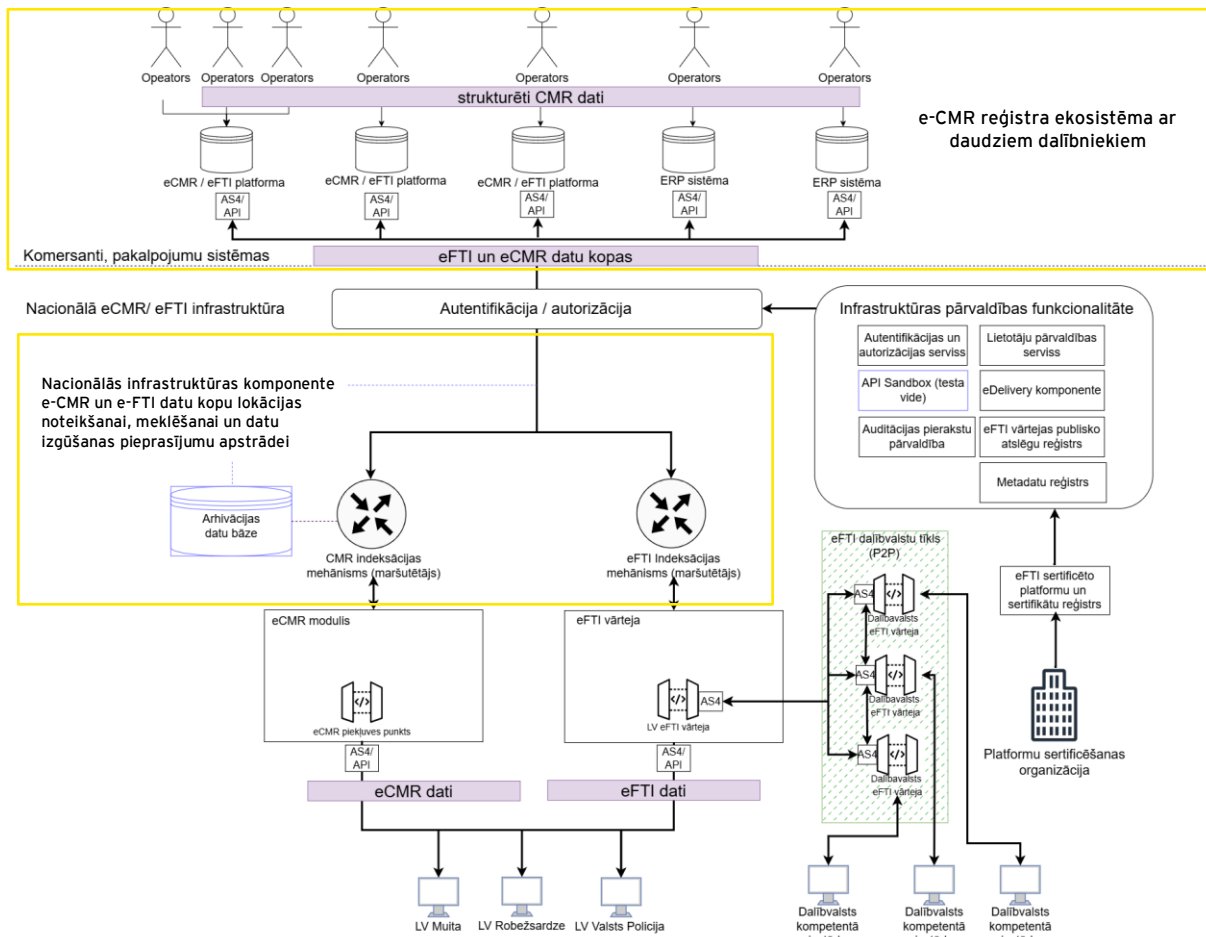 Opeators
Operators
Operators
Operators
Operators
Operators
Operators
strukturēti CMR dati
e-CMR reģistra ekosistēma ar
daudziem dalībniekiem
eCMR / eFTI platforma
eCMR / eFTI platforma
eCMR / eFTI platforma
ERP sistēma
ERP sistēma
AS4/
API
AS4/
API
AS4/
API
AS4/
API
AS4/
API
Komersanti, pakalpojumu sistēmas
eFTI un eCMR datu kopas
Nacionālā eCMR/ eFTI infrastruktūra
Autentifikācija / autorizācija
Infrastruktūras pārvaldības funkcionalitāte
Autentifikācijas un
autorizācijas serviss
Lietotāju pārvaldības
serviss
API Sandbox (testa
vide)
eDelivery komponente
Auditācijas pierakstu
pārvaldība
eFTI vārtejas publisko
atslēgu reģistrs
Metadatu reģistrs
Nacionālās infrastruktūras komponente
e-CMR un e-FTI datu kopu lokācijas
noteikšanai, meklēšanai un datu
izgūšanas pieprasījumu apstrādei
Arhivācijas
datu bāze
CMR indeksācijas
mehānisms (maršutētājs)
eFTI Indeksācijas
mehānisms (maršutētājs)
eFTI dalībvalstu tīkls
(P2P)
AS4
Dalībavalsts
eFTI vārteja
AS4
Dalībavalsts
eFTI vārteja
AS4
Dalībavalsts
eFTI vārteja
eFTI sertificēto
platformu un
sertifikātu reģistrs
Platformu sertificēšanas
organizācija
eCMR modulis
eCMR piekļuves punkts
AS4/
API
eFTI vārteja
AS4
LV eFTI vārteja
AS4/
API
eCMR dati
eFTI dati
LV Muita
LV Robežsardze
LV Valsts Policija
Dalībvalsts
kompetentā
Dalībvalsts
kompetentā
Dalībvalsts
kompetentā